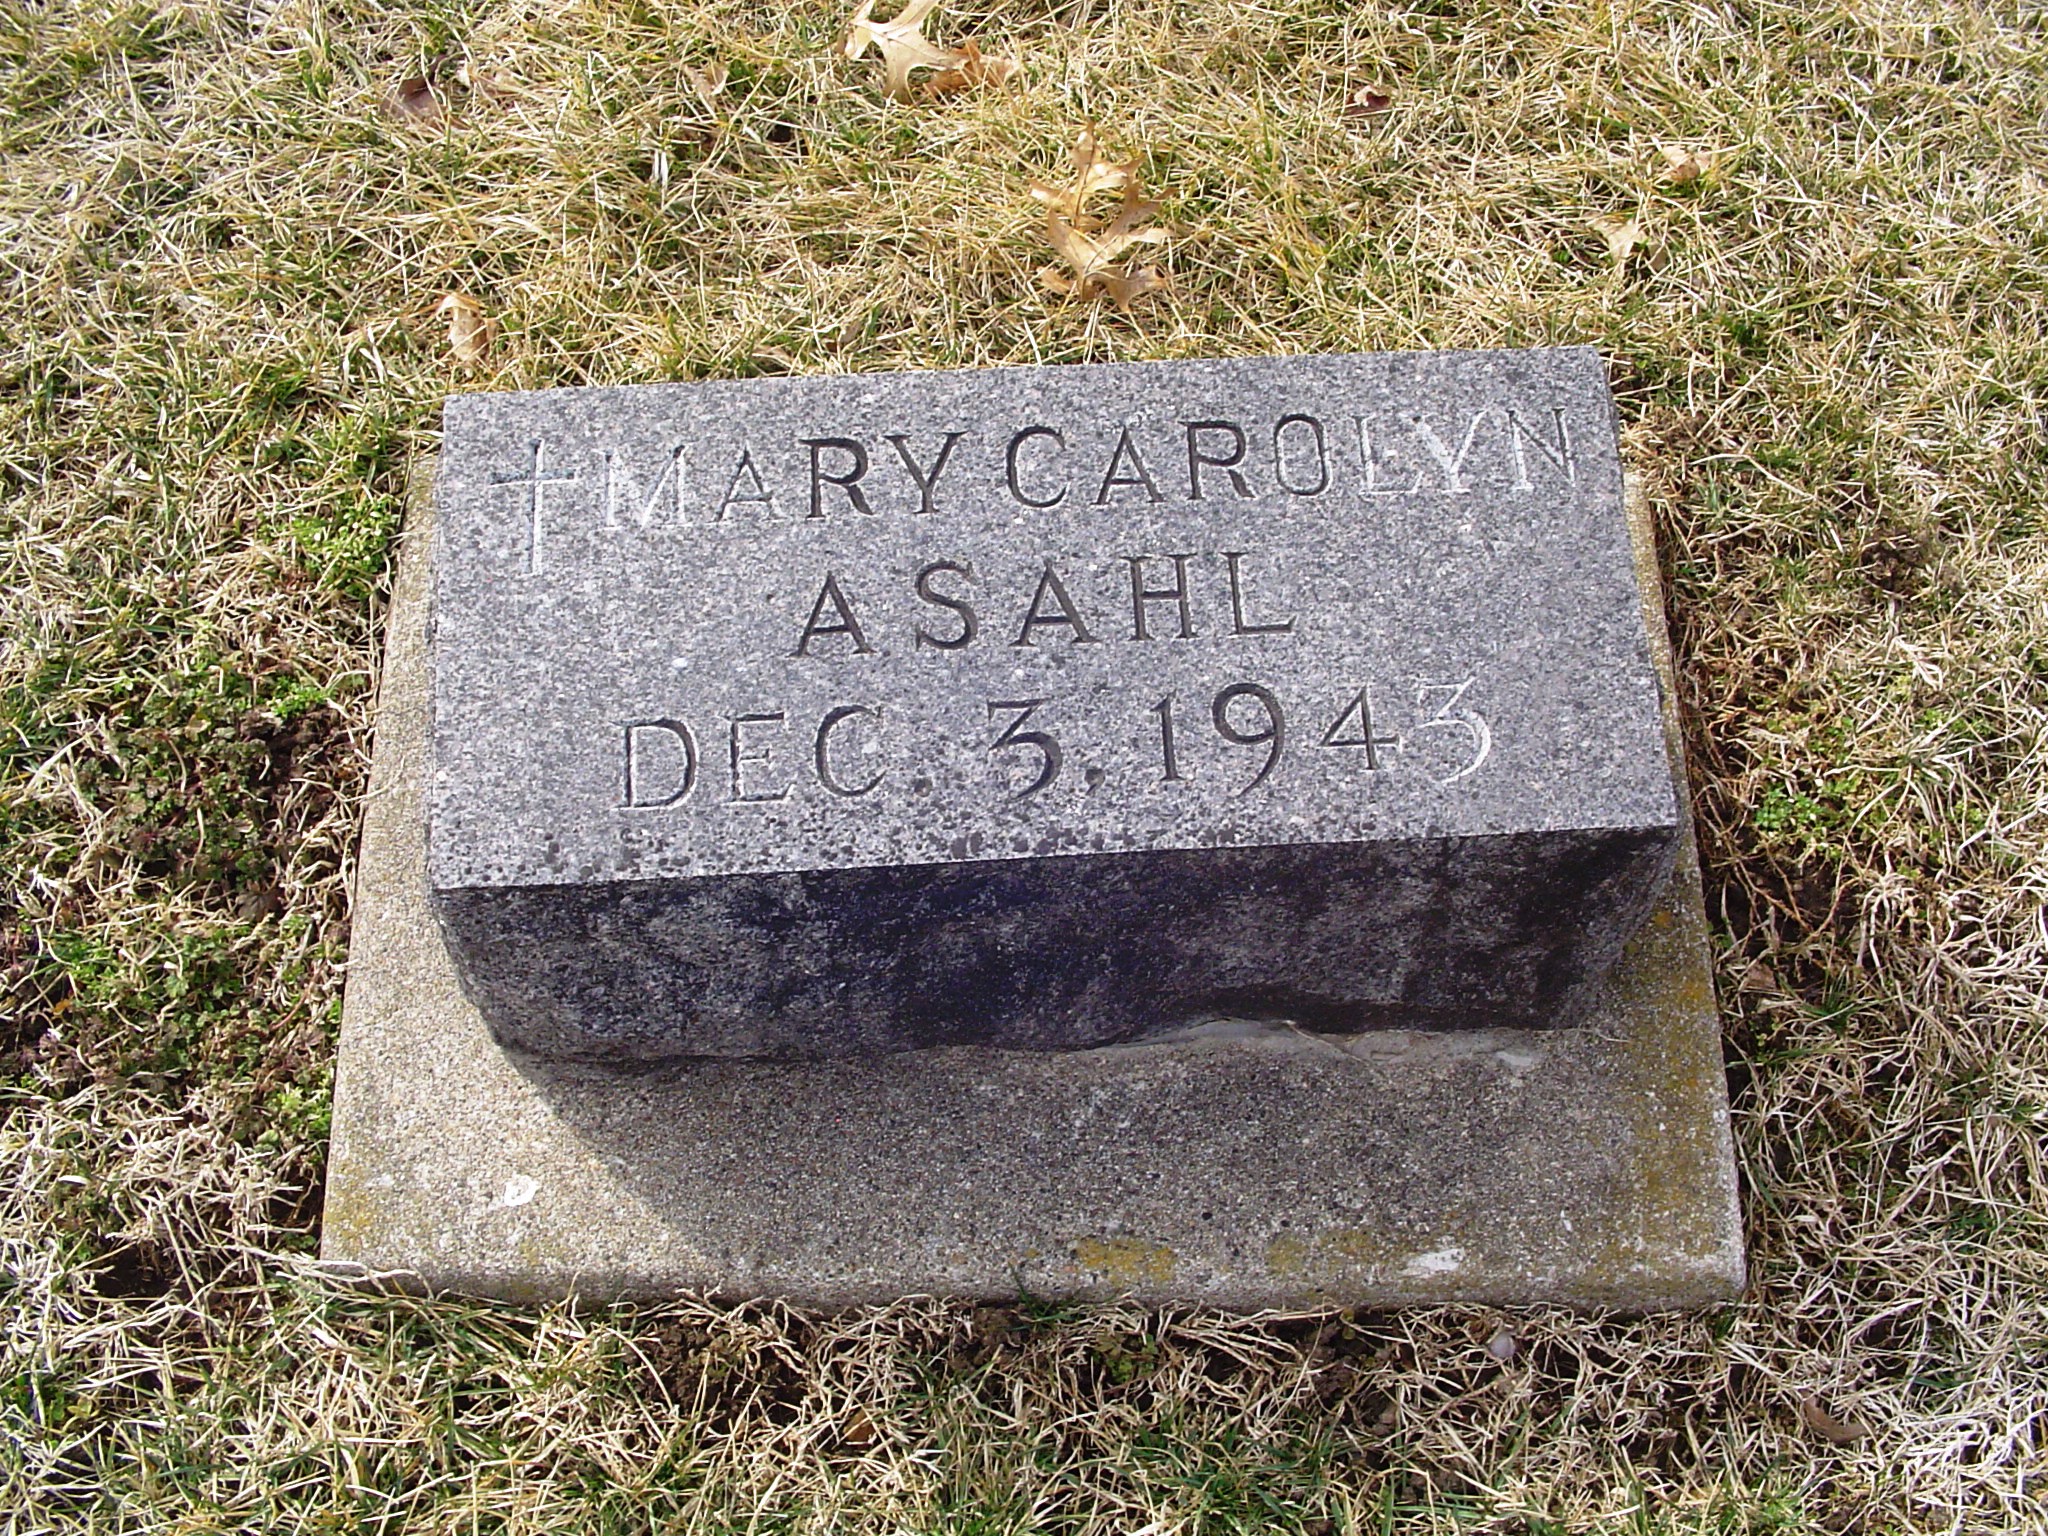 MARY CAROLYN
ASAHL
DEC. 3, 1943